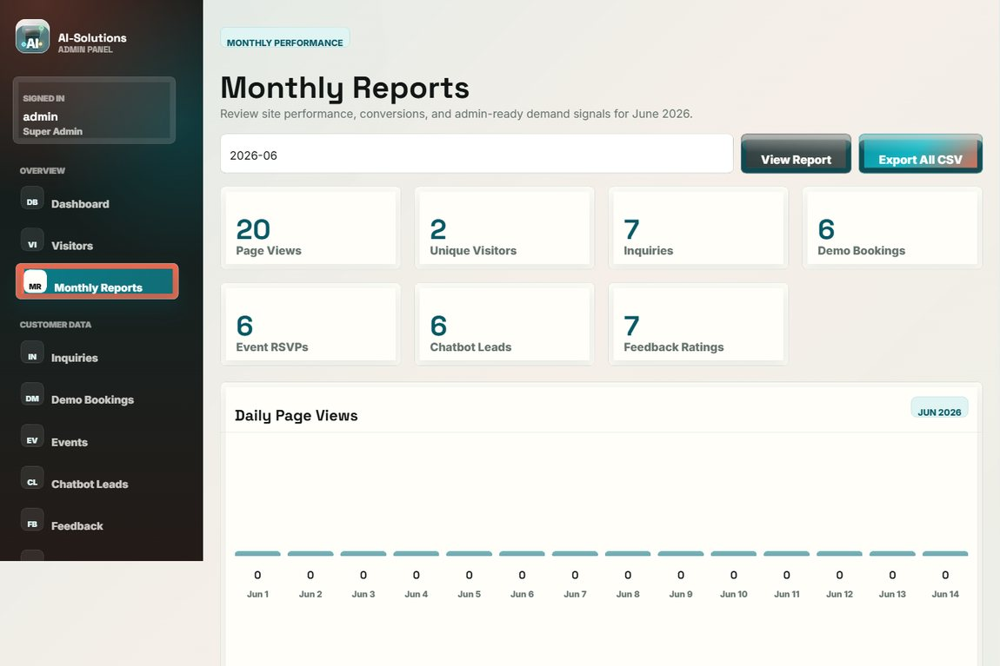 AI
AI-Solutions
ADMIN PANEL
SIGNED IN
admin
Super Admin
OVERVIEW
DB Dashboard
VI Visitors
MR Monthly Reports
CUSTOMER DATA
IN Inquiries
DM Demo Bookings
EV Events
CL Chatbot Leads
FB Feedback
MONTHLY PERFORMANCE
Monthly Reports
Review site performance, conversions, and admin-ready demand signals for June 2026.
2026-06
View Report
Export All CSV
20
Page Views
2
Unique Visitors
7
Inquiries
6
Demo Bookings
6
Event RSVPs
6
Chatbot Leads
7
Feedback Ratings
Daily Page Views
JUN 2026
0 0 0 0 0 0 0 0 0 0 0 0 0 0
Jun 1 Jun 2 Jun 3 Jun 4 Jun 5 Jun 6 Jun 7 Jun 8 Jun 9 Jun 10 Jun 11 Jun 12 Jun 13 Jun 14